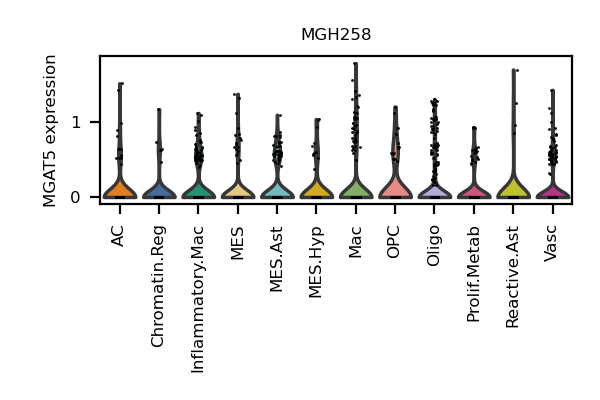 MGH258
MGAT5 expression
1
0
AC
Chromatin.Reg
Inflammatory.Mac
MES
MES.Ast
MES.Hyp
Mac
OPC
Oligo
Prolif.Metab
Reactive.Ast
Vasc